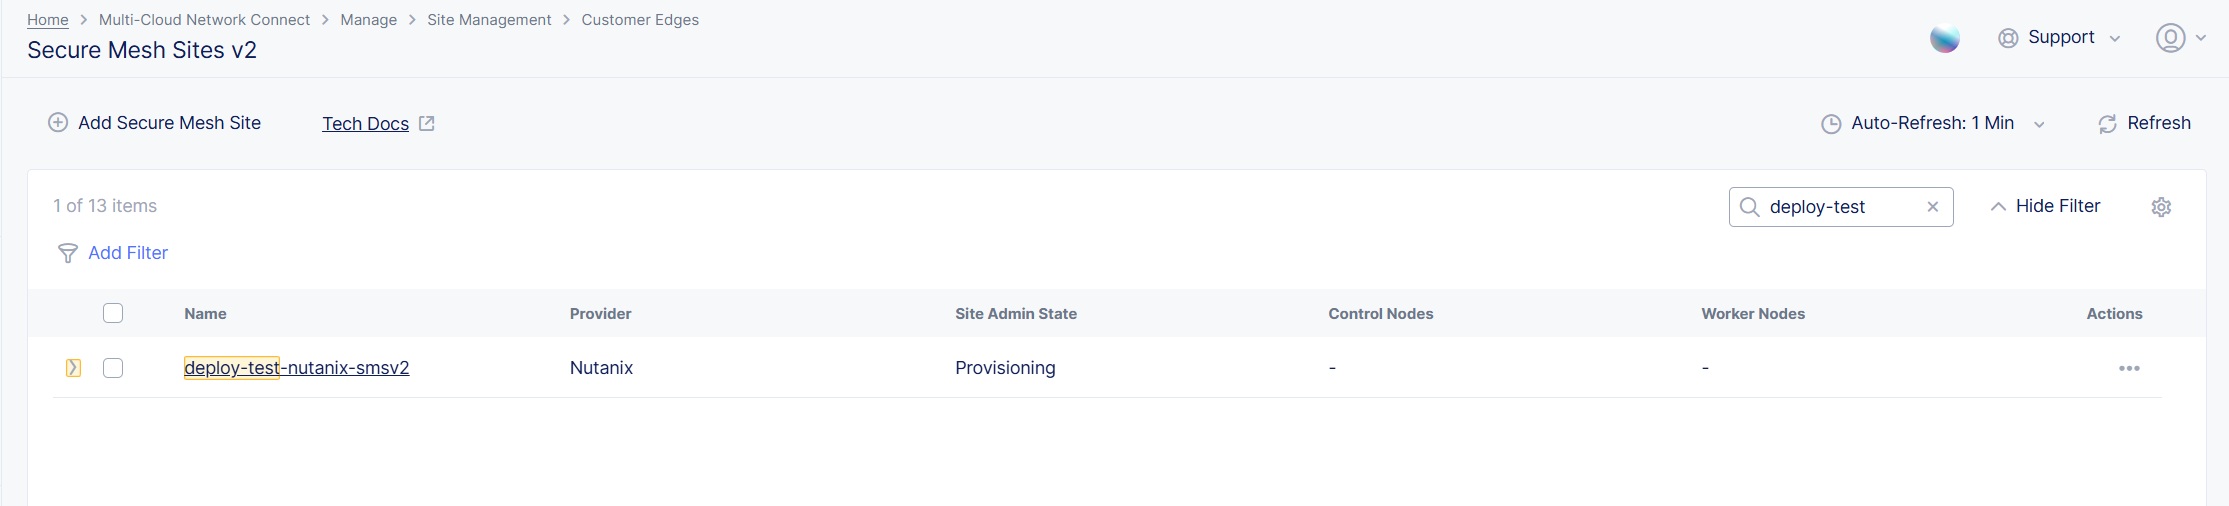 Home > Multi-Cloud Network Connect > Manage > Site Management > Customer Edges
Secure Mesh Sites v2
Support
Add Secure Mesh Site Tech Docs Auto-Refresh: 1 Min Refresh
1 of 13 items deploy-test Hide Filter
Add Filter
Name Provider Site Admin State Control Nodes Worker Nodes Actions
deploy-test-nutanix-smsv2 Nutanix Provisioning - -